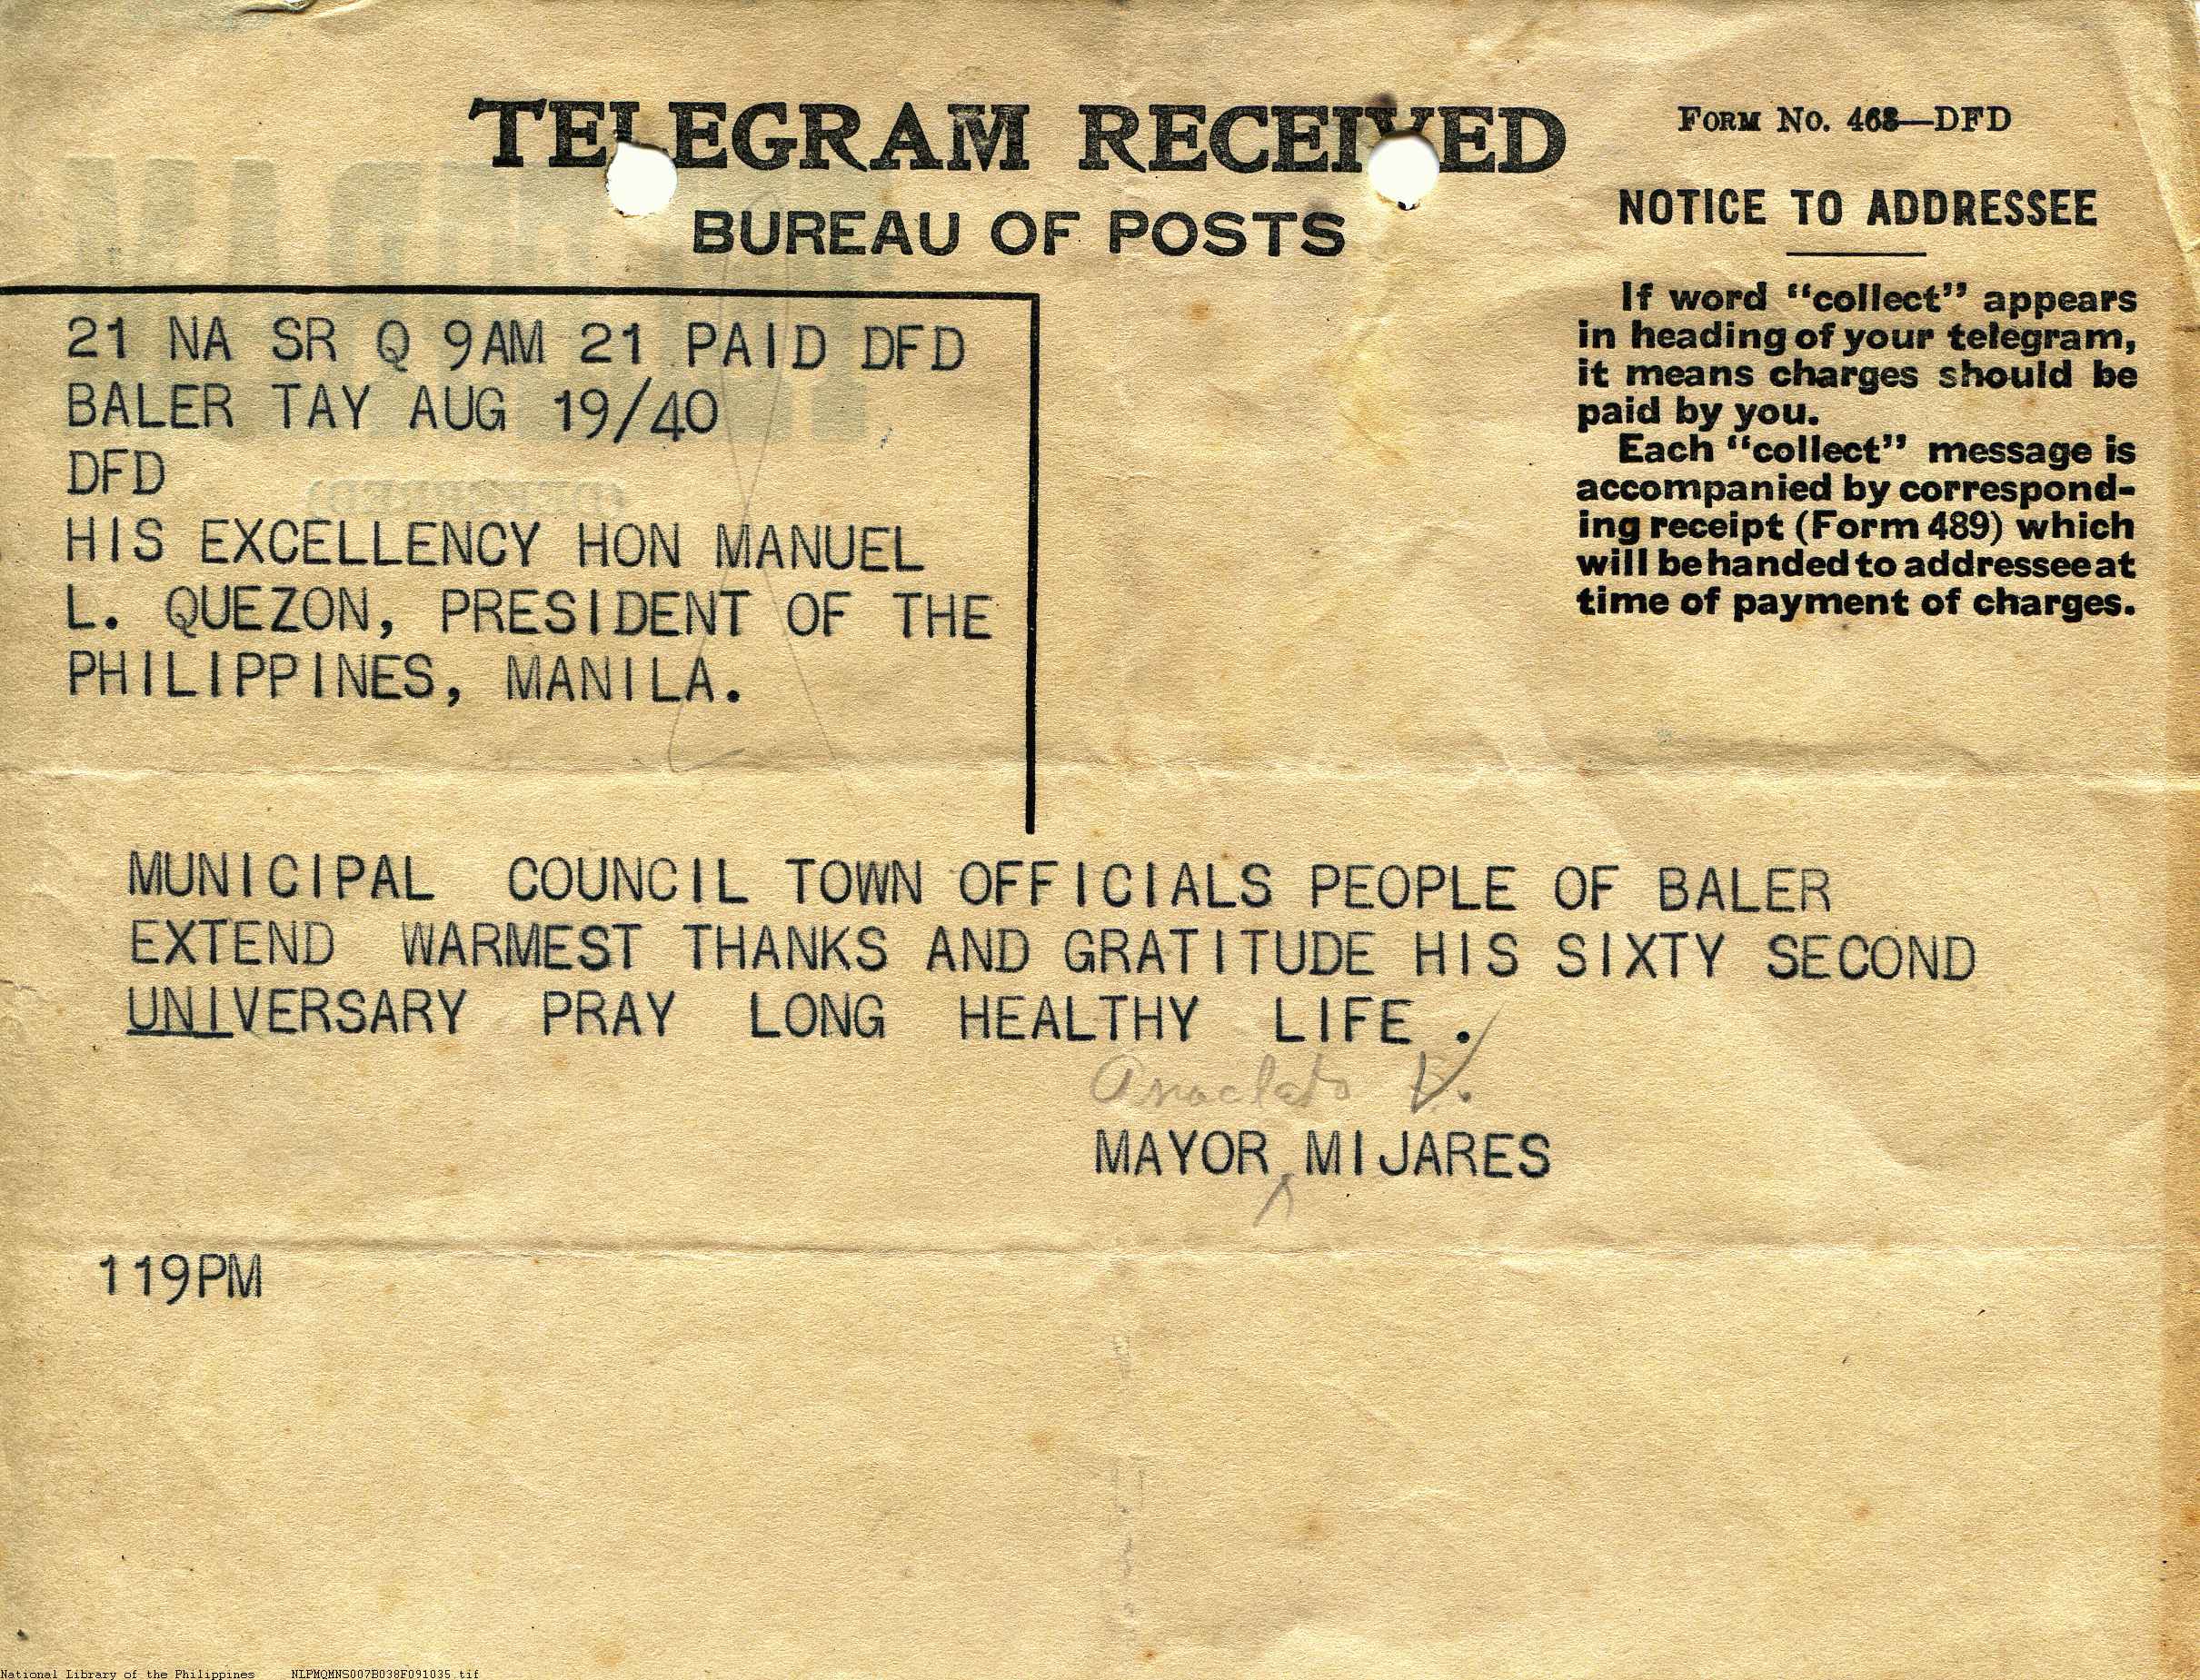 TELEGRAM RECEIVED
BUREAU OF POSTS
FORM NO. 468—DFD
NOTICE TO ADDRESSEE
If word “collect” appears
in heading of your telegram,
it means charges should be
paid by you.
Each “collect” message is
accompanied by correspond-
ing receipt (Form 489) which
will be handed to addressee at
time of payment of charges.
21 NA SR Q 9AM 21 PAID DFD
BALER TAY AUG 19/40
DFD
HIS EXCELLENCY HON MANUEL
L. QUEZON, PRESIDENT OF THE
PHILIPPINES, MANILA.
MUNICIPAL COUNCIL TOWN OFFICIALS PEOPLE OF BALER
EXTEND WARMEST THANKS AND GRATITUDE HIS SIXTY SECOND
UNIVERSARY PRAY LONG HEALTHY LIFE .
Anacleto V.
MAYOR MIJARES
119PM
National Library of the Philippines NLPMQMNS007B038F091035.tif